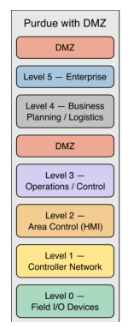 Purdue with DMZ
DMZ
Level 5 — Enterprise
Level 4 — Business
Planning / Logistics
DMZ
Level 3 —
Operations / Control
Level 2 —
Area Control (HMI)
Level 1 —
Controller Network
Level 0 —
Field I/O Devices